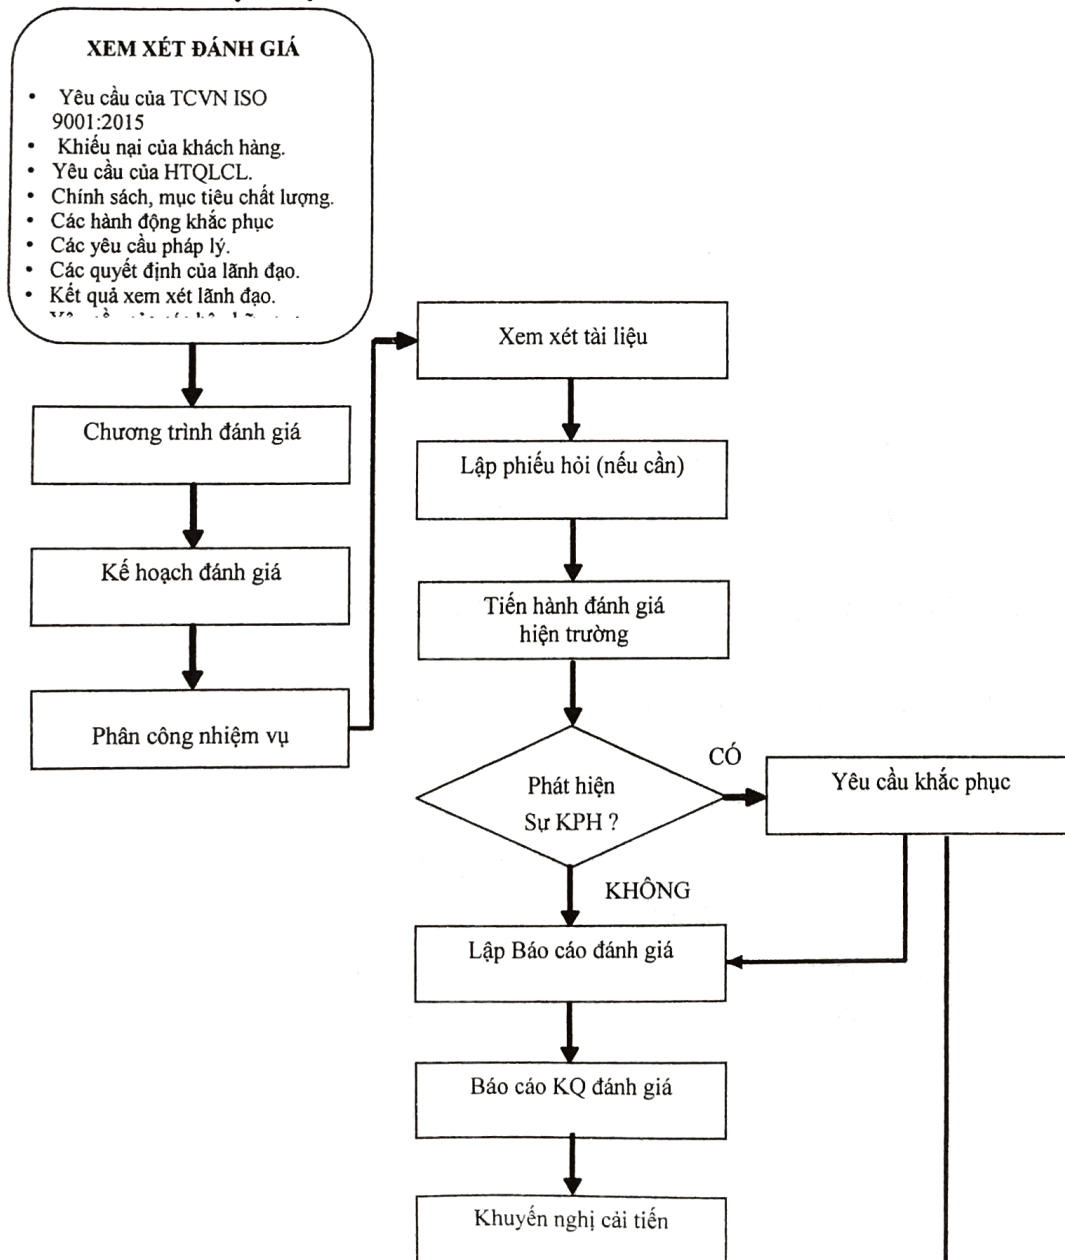 XEM XÉT ĐÁNH GIÁ
• Yêu cầu của TCVN ISO
9001:2015
• Khiếu nại của khách hàng.
• Yêu cầu của HTQLCL.
• Chính sách, mục tiêu chất lượng.
• Các hành động khắc phục
• Các yêu cầu pháp lý.
• Các quyết định của lãnh đạo.
• Kết quả xem xét lãnh đạo.
Chương trình đánh giá
Kế hoạch đánh giá
Phân công nhiệm vụ
Xem xét tài liệu
Lập phiếu hỏi (nếu cần)
Tiến hành đánh giá
hiện trường
Phát hiện
Sự KPH ?
CÓ
Yêu cầu khắc phục
KHÔNG
Lập Báo cáo đánh giá
Báo cáo KQ đánh giá
Khuyến nghị cải tiến